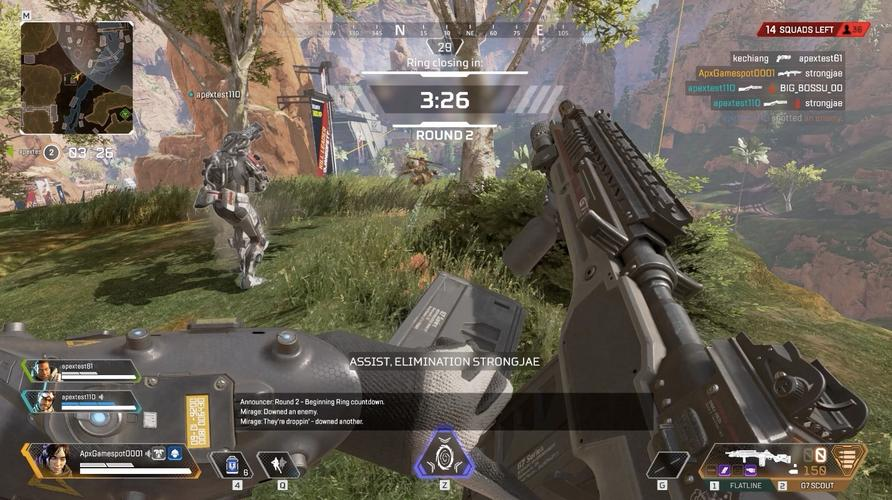 M
330 345 N 15 30 NE 60 75 E 105
29
Ring closing in:
3:26
ROUND 2
14 SQUADS LEFT 36
kechiang apextest61
ApxGamespot0001 strongjae
apextest110 BIG_BOSSU_00
apextest110 strongjae
spotted an enemy.
apextest110
2 03:26
ASSIST, ELIMINATION STRONGJAE
apextest61
apextest110
Announcer: Round 2 - Beginning Ring countdown.
Mirage: Downed an enemy.
Mirage: They're droppin' - downed another.
ApxGamespot0001
6
4
Q
Z
G
150
1 FLATLINE
2 G7 SCOUT
G7 Series